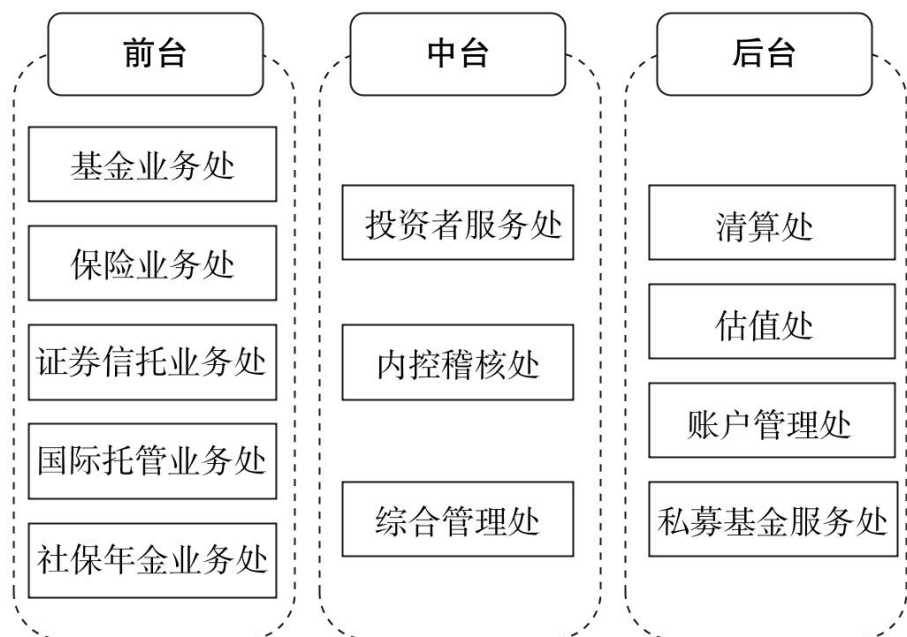 前台
基金业务处
保险业务处
证券信托业务处
国际托管业务处
社保年金业务处
中台
投资者服务处
内控稽核处
综合管理处
后台
清算处
估值处
账户管理处
私募基金服务处